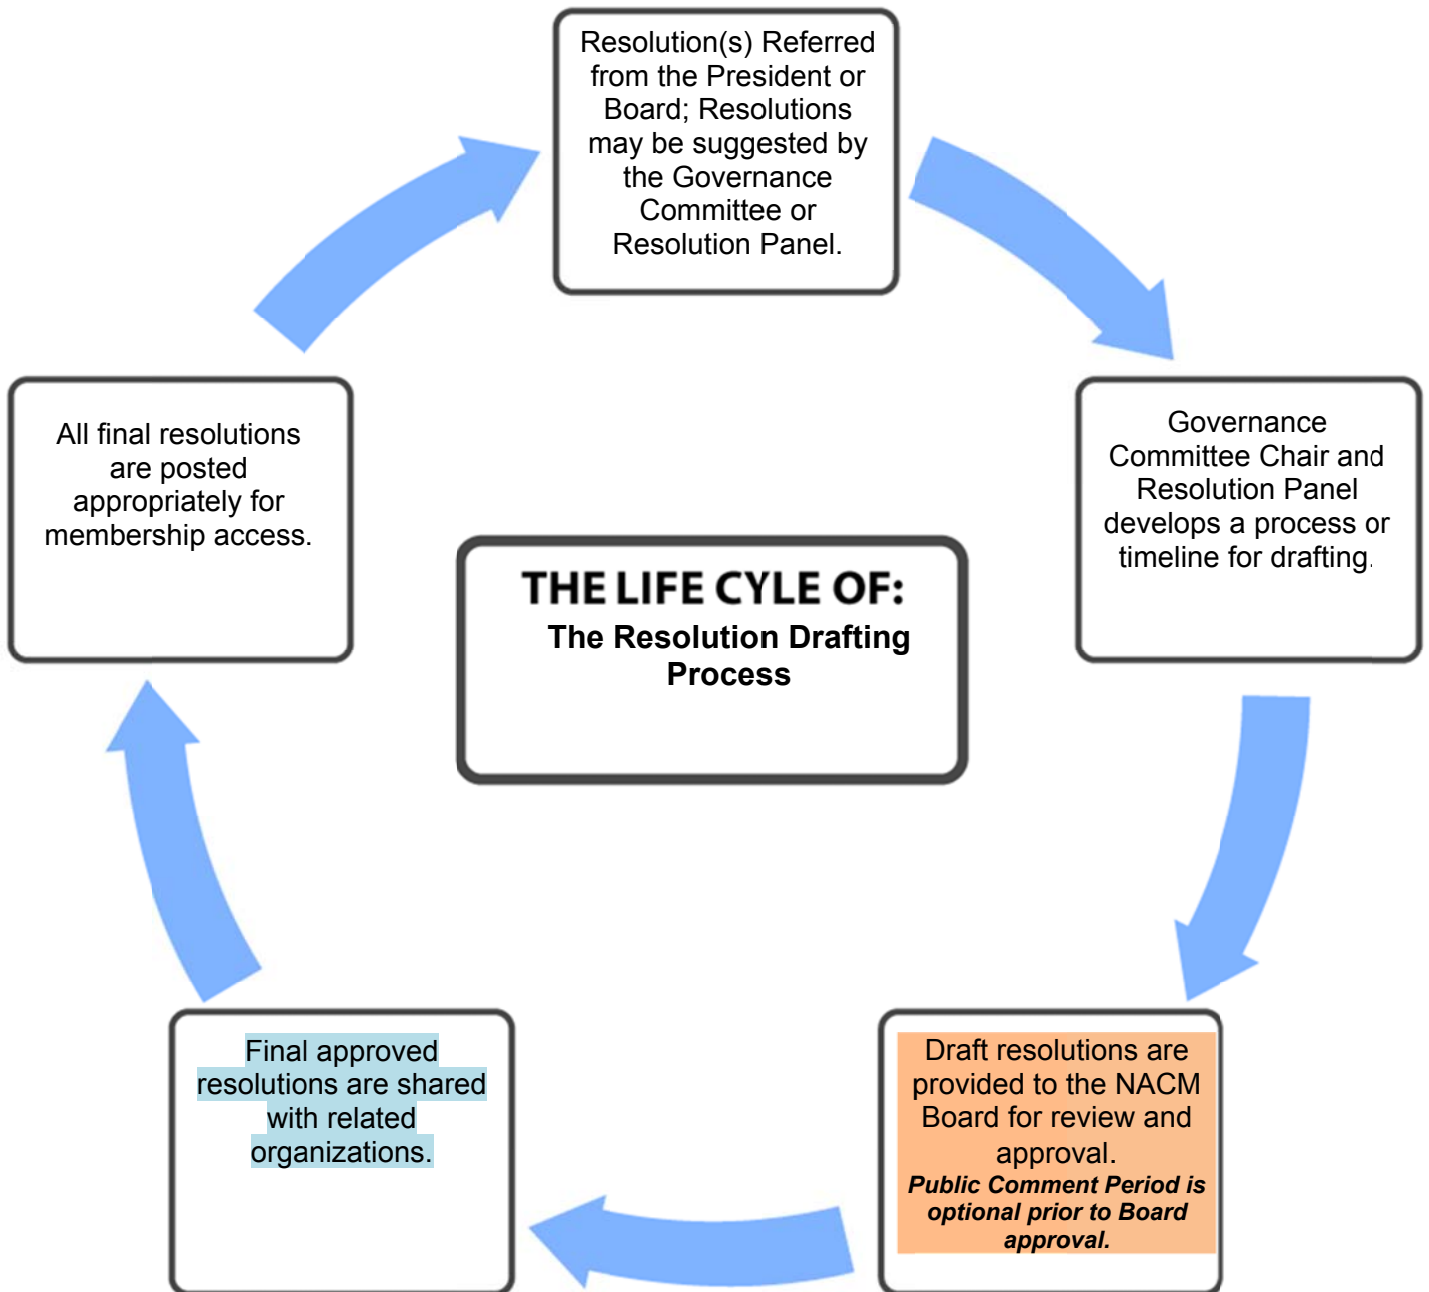 Resolution(s) Referred
from the President or
Board; Resolutions
may be suggested by
the Governance
Committee or
Resolution Panel.
Governance
Committee Chair and
Resolution Panel
develops a process or
timeline for drafting.
Draft resolutions are
provided to the NACM
Board for review and
approval.
Public Comment Period is
optional prior to Board
approval.
Final approved
resolutions are shared
with related
organizations.
All final resolutions
are posted
appropriately for
membership access.
THE LIFE CYLE OF:
The Resolution Drafting
Process